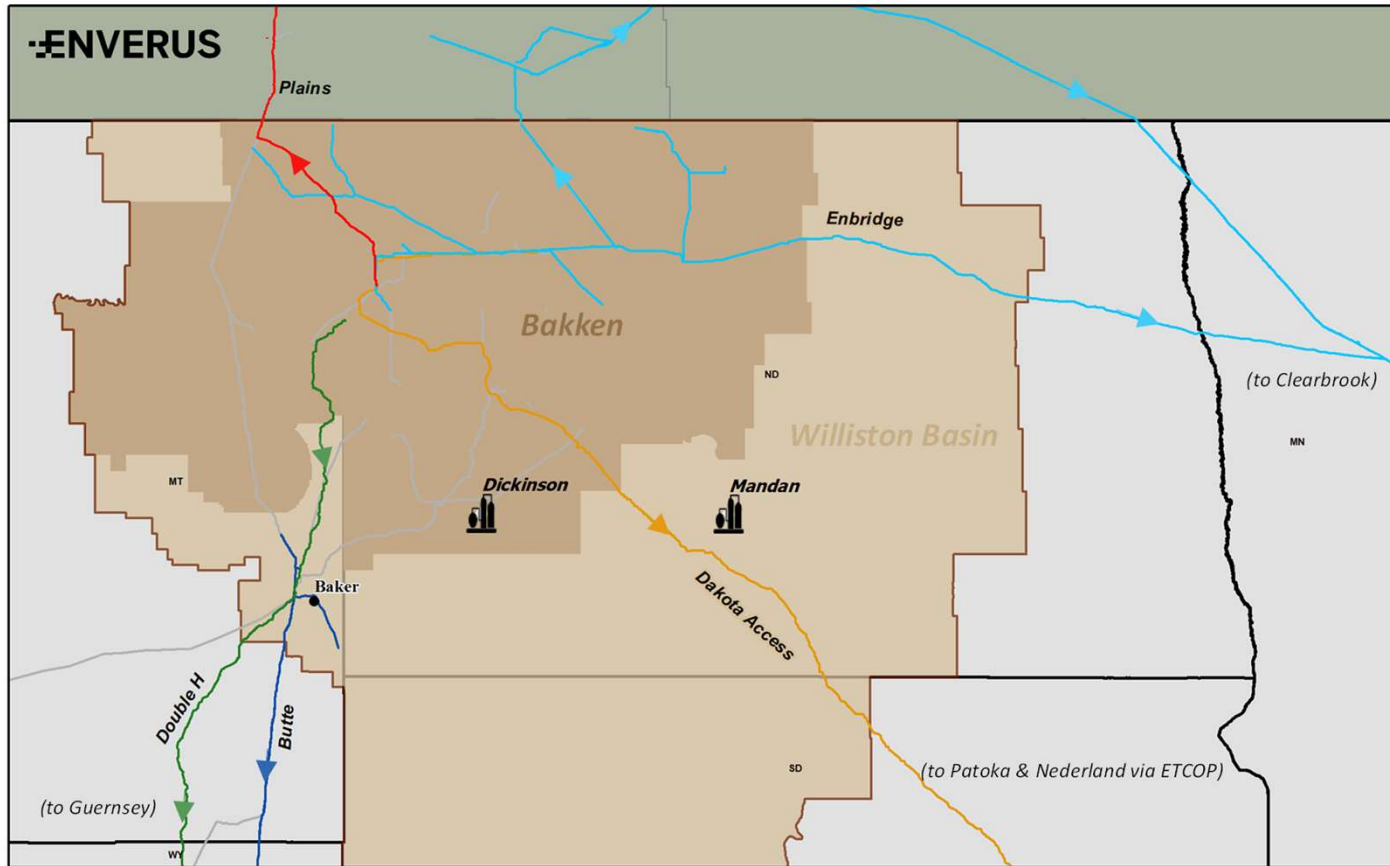 ENVERUS
Plains
Enbridge
Bakken
ND
(to Clearbrook)
Williston Basin
MN
MT
Dickinson
Mandan
Baker
Dakota Access
Double H
Butte
(to Patoka & Nederland via ETCOP)
SD
(to Guernsey)
WY